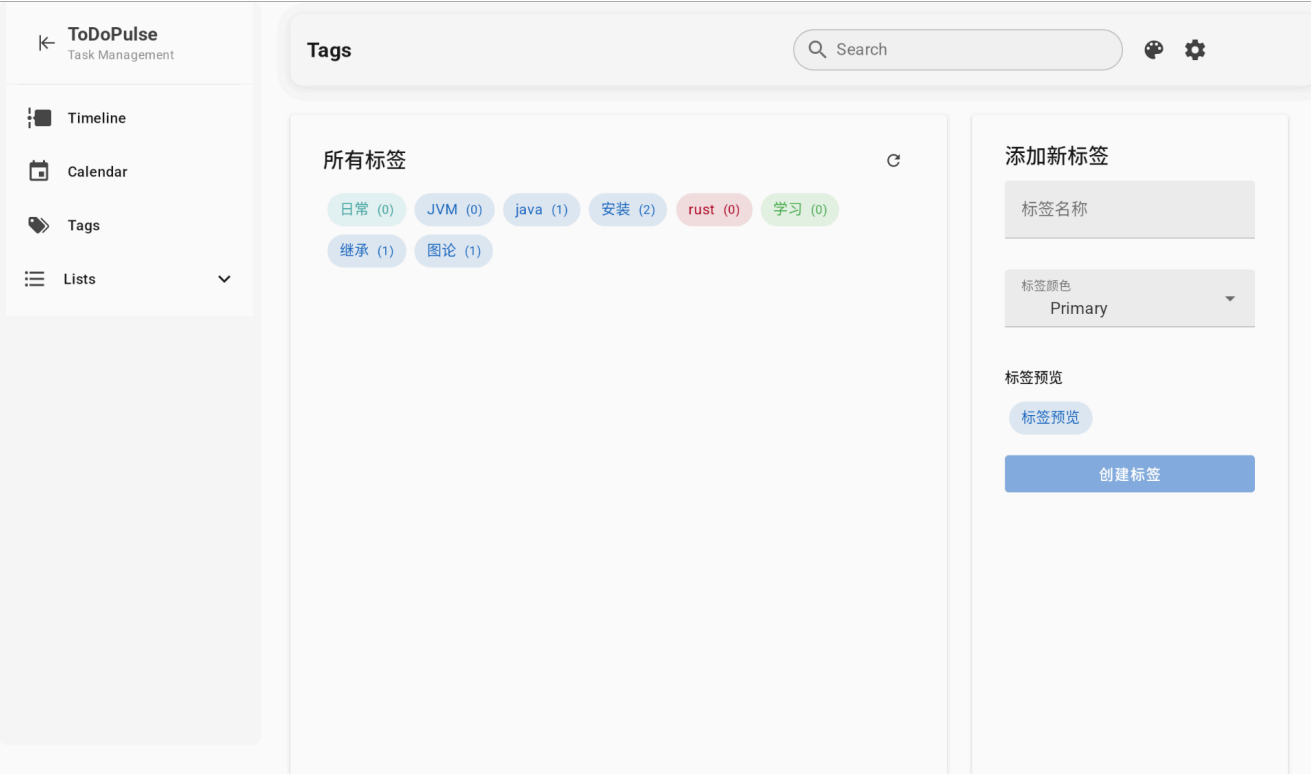 ToDoPulse
Task Management
Timeline
Calendar
Tags
Lists
Tags
Search
所有标签
日常 (0) JVM (0) java (1) 安装 (2) rust (0) 学习 (0)
继承 (1) 图论 (1)
添加新标签
标签名称
标签颜色
Primary
标签预览
标签预览
创建标签